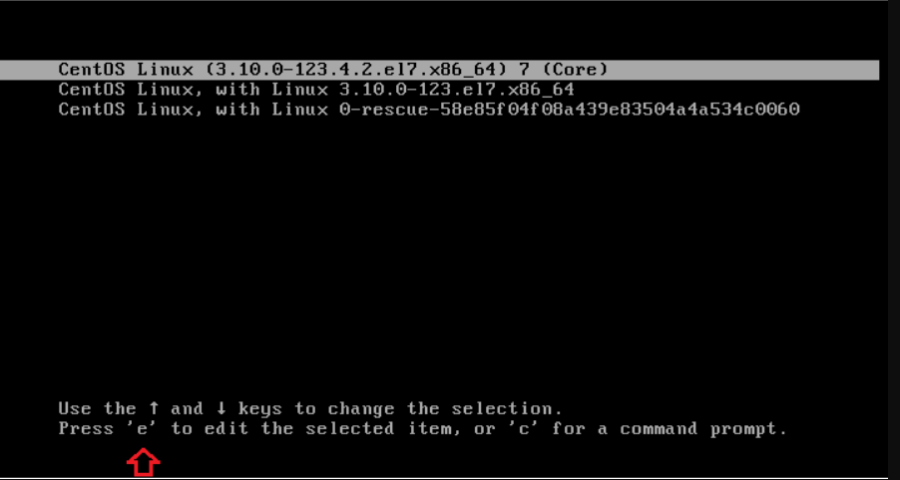 CentOS Linux (3.10.0-123.4.2.el7.x86_64) 7 (Core)
CentOS Linux, with Linux 3.10.0-123.el7.x86_64
CentOS Linux, with Linux 0-rescue-58e85f04f08a439e83504a4a534c0060
Use the ↑ and ↓ keys to change the selection.
Press 'e' to edit the selected item, or 'c' for a command prompt.